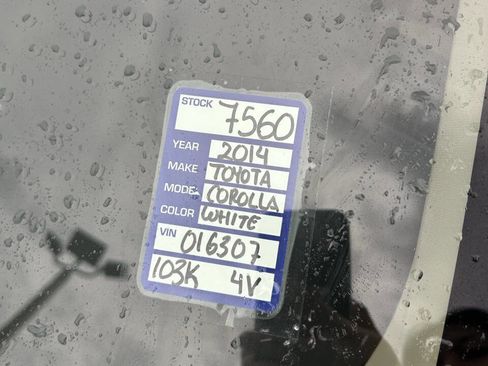 STOCK 7560
YEAR 2014
MAKE TOYOTA
MODEL COROLLA
COLOR WHITE
VIN 016307
103K 4V